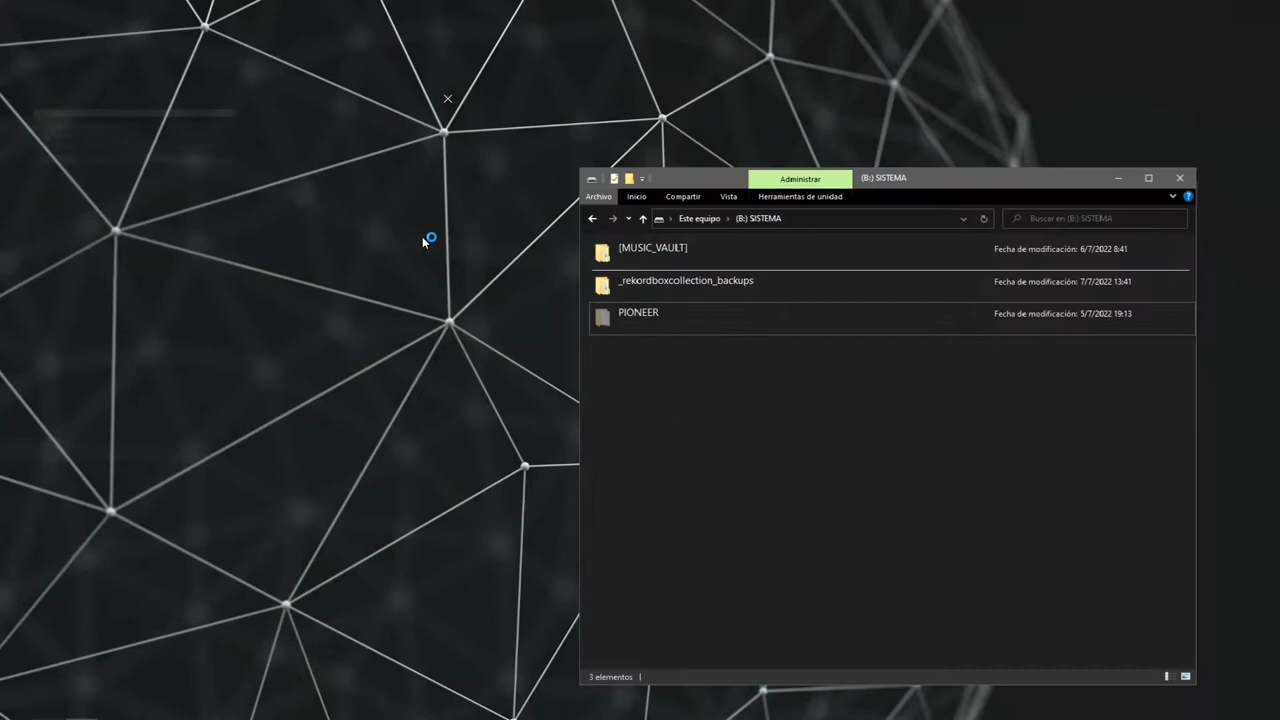 Administrar
(B:) SISTEMA
Archivo Inicio Compartir Vista Herramientas de unidad
Este equipo (B:) SISTEMA Buscar en (B:) SISTEMA
[MUSIC_VAULT] Fecha de modificación: 6/7/2022 8:41
_rekordboxcollection_backups Fecha de modificación: 7/7/2022 13:41
PIONEER Fecha de modificación: 5/7/2022 19:13
3 elementos